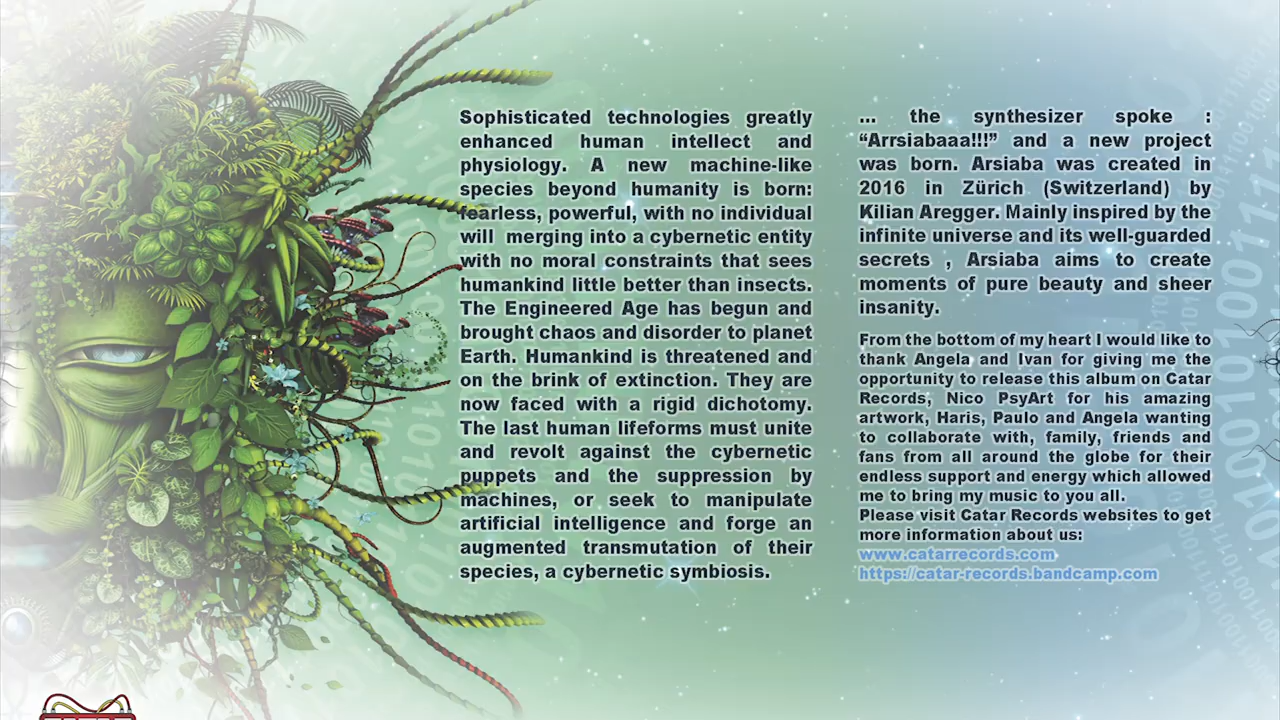 Sophisticated technologies greatly
enhanced human intellect and
physiology. A new machine-like
species beyond humanity is born:
fearless, powerful, with no individual
will merging into a cybernetic entity
with no moral constraints that sees
humankind little better than insects.
The Engineered Age has begun and
brought chaos and disorder to planet
Earth. Humankind is threatened and
on the brink of extinction. They are
now faced with a rigid dichotomy.
The last human lifeforms must unite
and revolt against the cybernetic
puppets and the suppression by
machines, or seek to manipulate
artificial intelligence and forge an
augmented transmutation of their
species, a cybernetic symbiosis.
... the synthesizer spoke :
“Arrsiabaaa!!!” and a new project
was born. Arsiaba was created in
2016 in Zürich (Switzerland) by
Kilian Aregger. Mainly inspired by the
infinite universe and its well-guarded
secrets , Arsiaba aims to create
moments of pure beauty and sheer
insanity.
From the bottom of my heart I would like to
thank Angela and Ivan for giving me the
opportunity to release this album on Catar
Records, Nico PsyArt for his amazing
artwork, Haris, Paulo and Angela wanting
to collaborate with, family, friends and
fans from all around the globe for their
endless support and energy which allowed
me to bring my music to you all.
Please visit Catar Records websites to get
more information about us:
www.catarrecords.com
https://catar-records.bandcamp.com